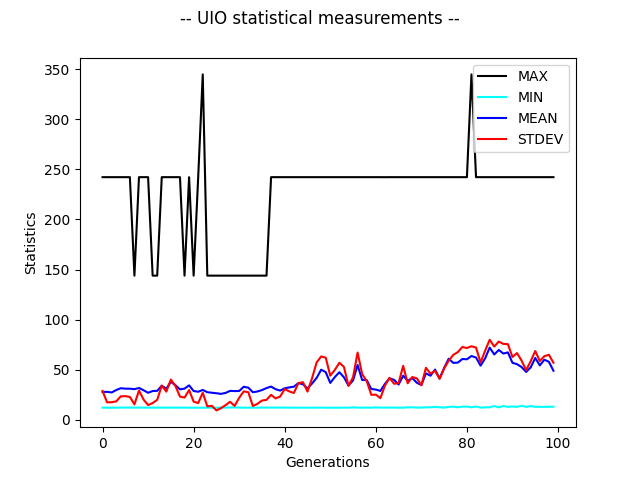 -- UIO statistical measurements --
350
300
250
200
150
100
50
0
Statistics
MAX
MIN
MEAN
STDEV
0 20 40 60 80 100
Generations